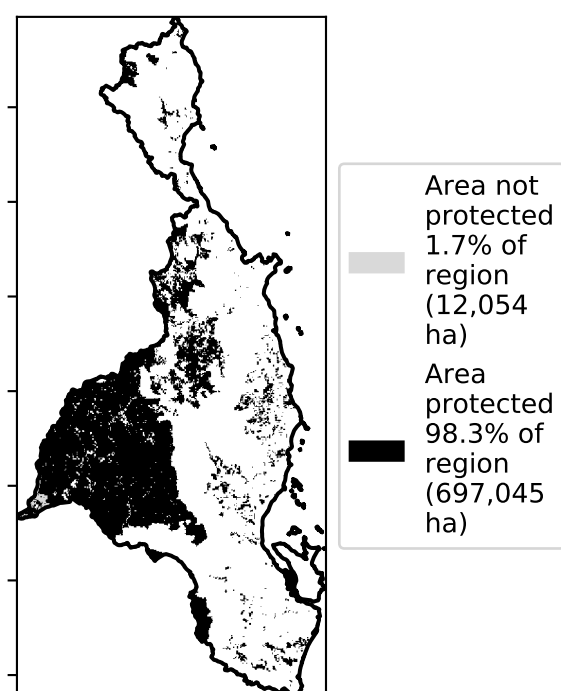 Area not
protected
1.7% of
region
(12,054
ha)
Area
protected
98.3% of
region
(697,045
ha)